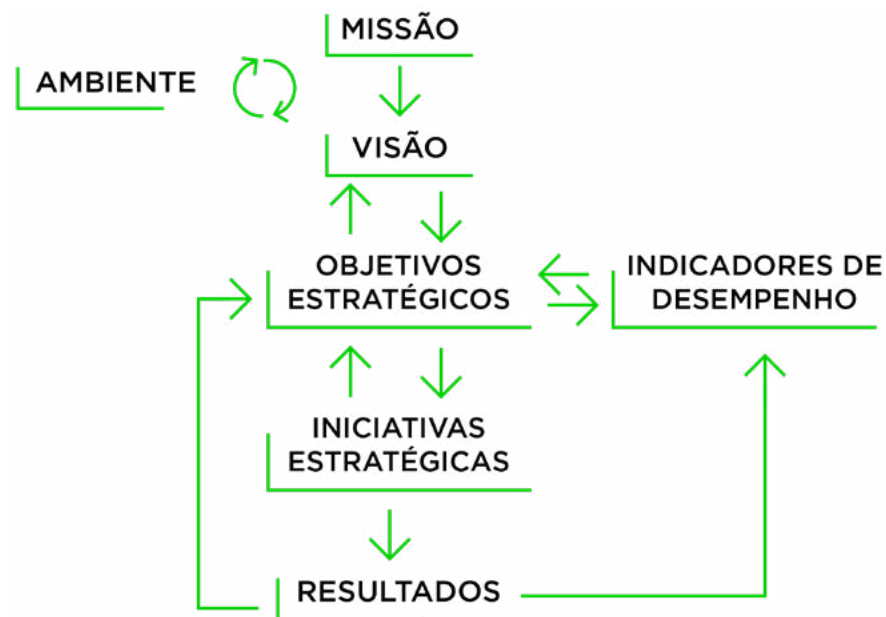 MISSÃO
AMBIENTE
VISÃO
OBJETIVOS
ESTRATÉGICOS
INDICADORES DE
DESEMPENHO
INICIATIVAS
ESTRATÉGICAS
RESULTADOS